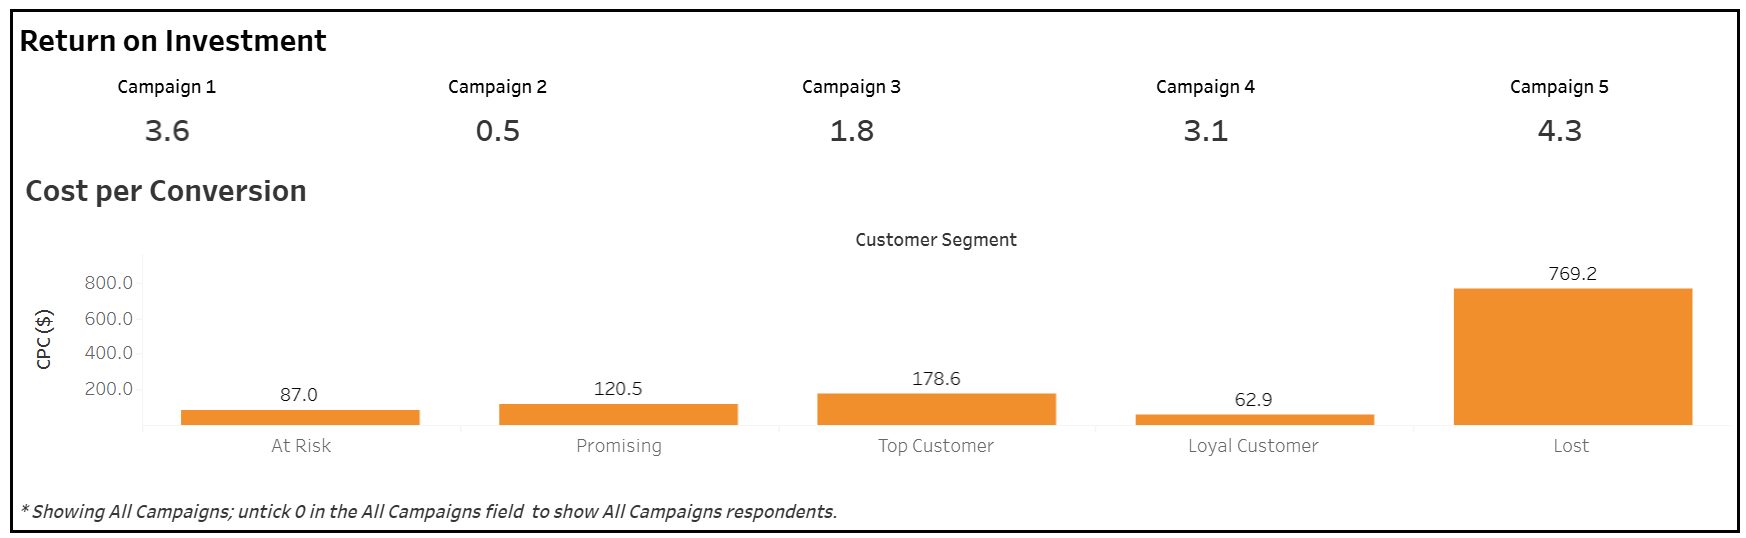 Return on Investment
Campaign 1 Campaign 2 Campaign 3 Campaign 4 Campaign 5
3.6 0.5 1.8 3.1 4.3
Cost per Conversion
Customer Segment
CPC ($)
800.0
600.0
400.0
200.0
87.0 120.5 178.6 62.9 769.2
At Risk Promising Top Customer Loyal Customer Lost
* Showing All Campaigns; untick 0 in the All Campaigns field to show All Campaigns respondents.